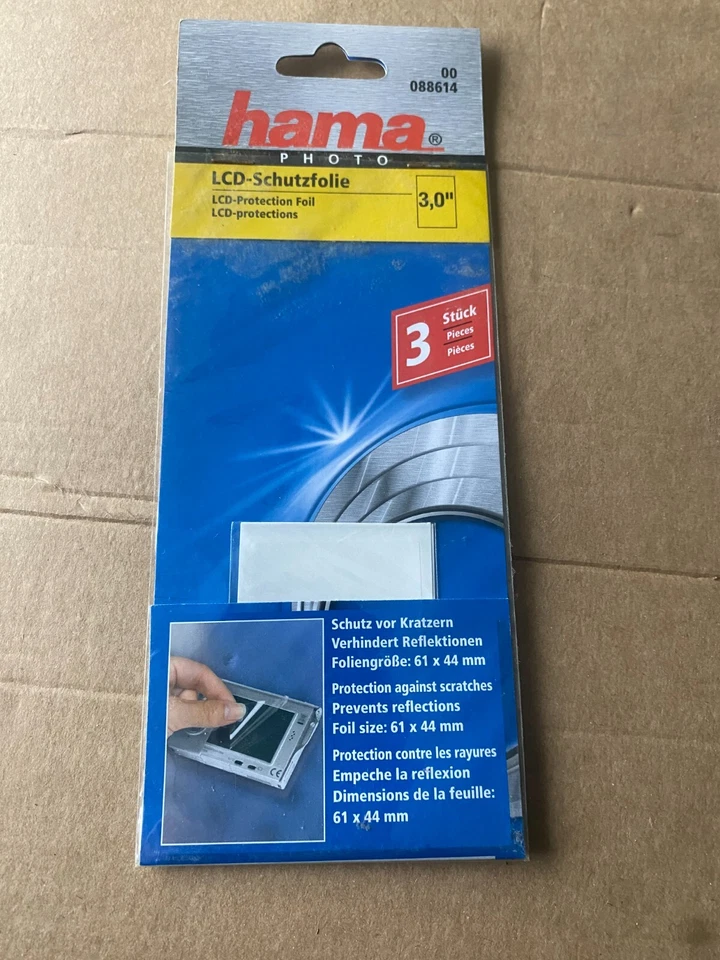 00
088614
hama®
PHOTO
LCD-Schutzfolie
LCD-Protection Foil
LCD-protections
3,0"
3
Stück
Pieces
Pièces
Schutz vor Kratzern
Verhindert Reflektionen
Foliengröße: 61 x 44 mm
Protection against scratches
Prevents reflections
Foil size: 61 x 44 mm
Protection contre les rayures
Empeche la reflexion
Dimensions de la feuille:
61 x 44 mm
CE